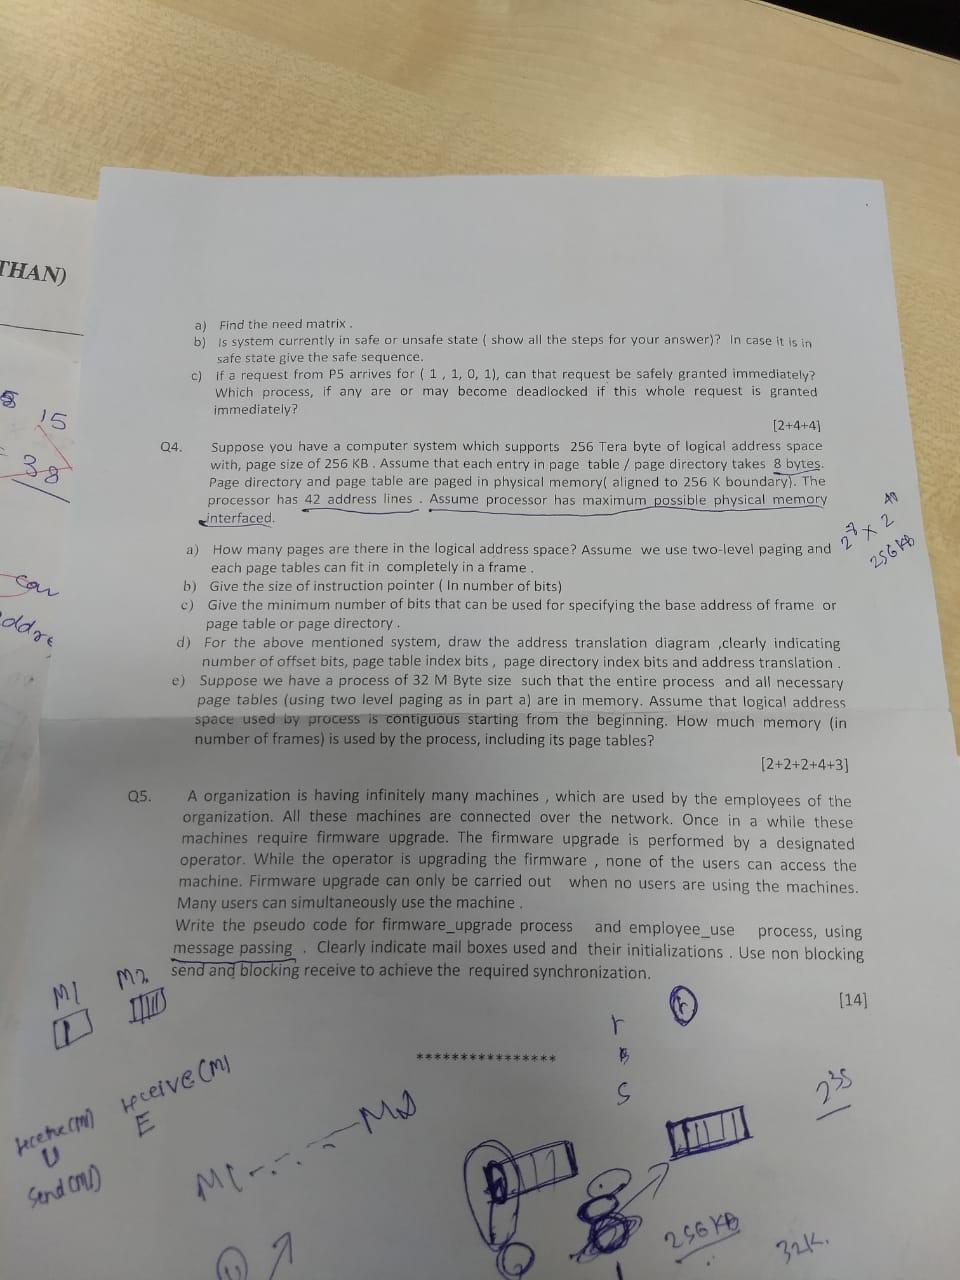 THAN)
15
38
a) Find the need matrix .
b) Is system currently in safe or unsafe state ( show all the steps for your answer)? In case it is in
safe state give the safe sequence.
c) If a request from P5 arrives for ( 1 , 1, 0, 1), can that request be safely granted immediately?
Which process, if any are or may become deadlocked if this whole request is granted
immediately?
[2+4+4]
Q4. Suppose you have a computer system which supports 256 Tera byte of logical address space
with, page size of 256 KB . Assume that each entry in page table / page directory takes 8 bytes.
Page directory and page table are paged in physical memory( aligned to 256 K boundary). The
processor has 42 address lines . Assume processor has maximum possible physical memory
interfaced.
256 KB
a) How many pages are there in the logical address space? Assume we use two-level paging and
each page tables can fit in completely in a frame .
b) Give the size of instruction pointer ( In number of bits)
c) Give the minimum number of bits that can be used for specifying the base address of frame or
page table or page directory .
d) For the above mentioned system, draw the address translation diagram ,clearly indicating
number of offset bits, page table index bits , page directory index bits and address translation .
e) Suppose we have a process of 32 M Byte size such that the entire process and all necessary
page tables (using two level paging as in part a) are in memory. Assume that logical address
space used by process is contiguous starting from the beginning. How much memory (in
number of frames) is used by the process, including its page tables?
[2+2+2+4+3]
Q5. A organization is having infinitely many machines , which are used by the employees of the
organization. All these machines are connected over the network. Once in a while these
machines require firmware upgrade. The firmware upgrade is performed by a designated
operator. While the operator is upgrading the firmware , none of the users can access the
machine. Firmware upgrade can only be carried out when no users are using the machines.
Many users can simultaneously use the machine .
Write the pseudo code for firmware_upgrade process and employee_use process, using
message passing . Clearly indicate mail boxes used and their initializations . Use non blocking
send and blocking receive to achieve the required synchronization.
[14]
M1 M2
****************
receive(M)
E
U
256 KB
32K.